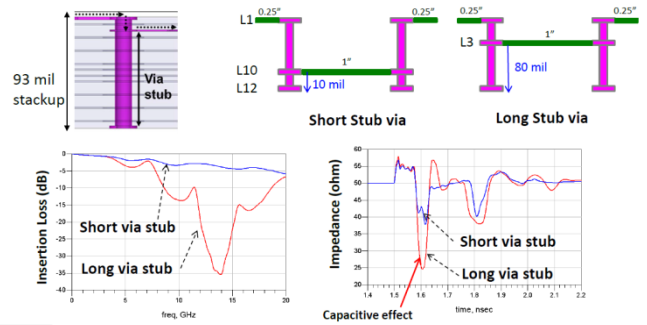 93 mil
stackup
Via
stub
0.25"
0.25"
L1
1"
L10
L12
10 mil
Short Stub via
0.25"
0.25"
L3
1"
80 mil
Long Stub via
Insertion Loss (dB)
0
-5
-10
-15
-20
-25
-30
-35
-40
Short via stub
Long via stub
0
5
10
15
20
freq, GHz
Impedance (ohm)
60
55
50
45
40
35
30
25
20
Short via stub
Long via stub
1.4
1.5
1.6
1.7
1.8
1.9
2.0
2.1
2.2
time, nsec
Capacitive effect